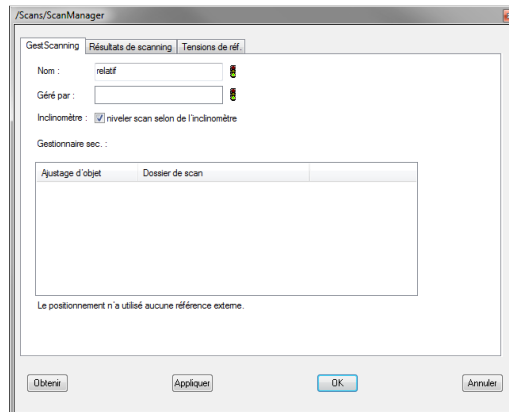 /Scans/ScanManager
GestScanning Résultats de scanning Tensions de réf.
Nom : relatif
Géré par :
Inclinomètre : niveler scan selon de l'inclinomètre
Gestionnaire sec. :
Ajustage d'objet Dossier de scan
Le positionnement n'a utilisé aucune référence externe.
Obtenir Appliquer OK Annuler